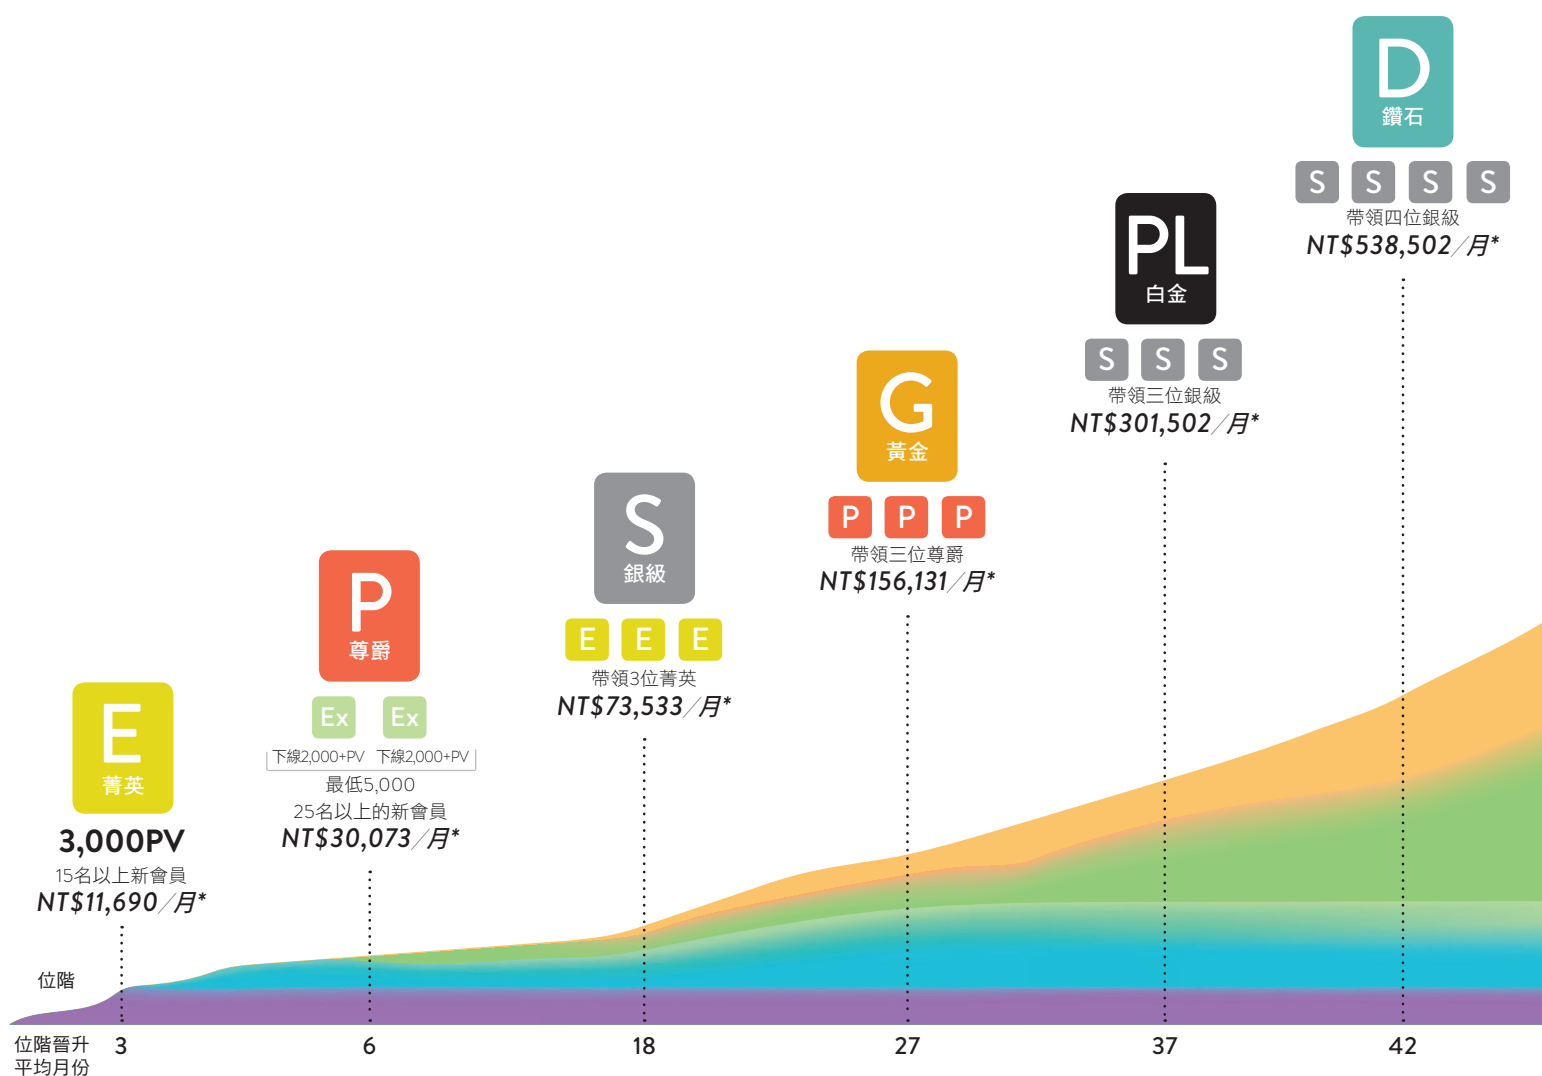 D
鑽石
S S S S
帶領四位銀級
NT$538,502/月*
PL
白金
S S S
帶領三位銀級
NT$301,502/月*
G
黃金
P P P
帶領三位尊爵
NT$156,131/月*
S
銀級
E E E
帶領3位菁英
NT$73,533/月*
P
尊爵
Ex Ex
下線2,000+PV 下線2,000+PV
最低5,000
25名以上的新會員
NT$30,073/月*
E
菁英
3,000PV
15名以上新會員
NT$11,690/月*
位階
位階晉升
平均月份
3 6 18 27 37 42